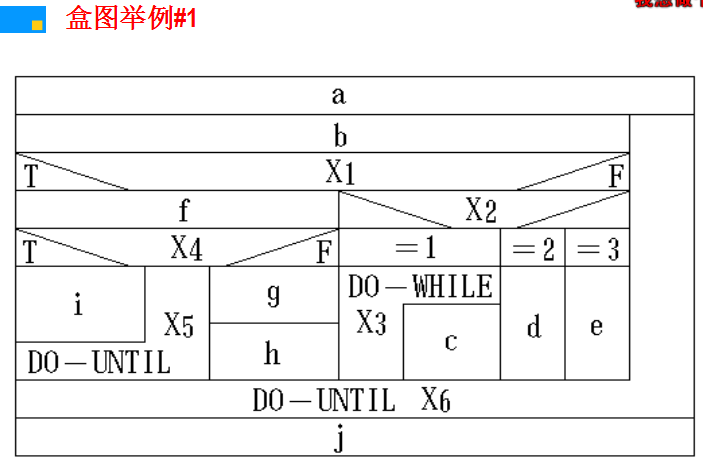 盒图举例#1
a
b
T X1 F
f X2
T X4 F =1 =2 =3
i X5 g DO-WHILE
X3 c d e
DO-UNTIL h
DO-UNTIL X6
j